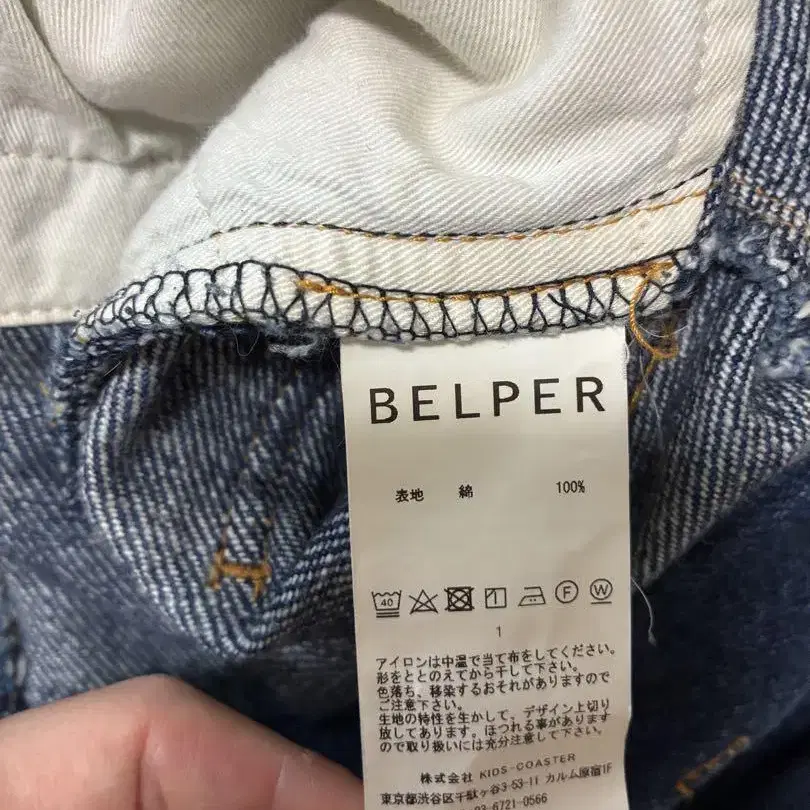 BELPER
表地 綿 100%
40 F W
1
アイロンは中温で当て布をしてください。
形をととのえてから干して下さい。
色落ち、移染するおそれがありますので
ご注意下さい。
生地の特性を生かして、デザイン上切り
放してあります。ほつれる事があります
ので取り扱いには充分注意して下さい。
株式会社 KIDS-COASTER
東京都渋谷区千駄ヶ谷3-53-11 カルム原宿1F
03-6721-0566